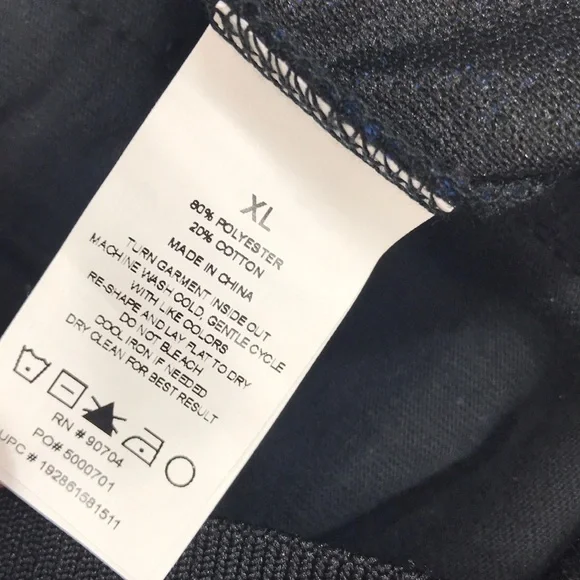 XL
80% POLYESTER
20% COTTON
MADE IN CHINA
TURN GARMENT INSIDE OUT
MACHINE WASH COLD, GENTLE CYCLE
WITH LIKE COLORS
RE-SHAPE AND LAY FLAT TO DRY
DO NOT BLEACH
COOL IRON IF NEEDED
DRY CLEAN FOR BEST RESULT
RN # 90704
PO# 5000701
UPC # 192861581511